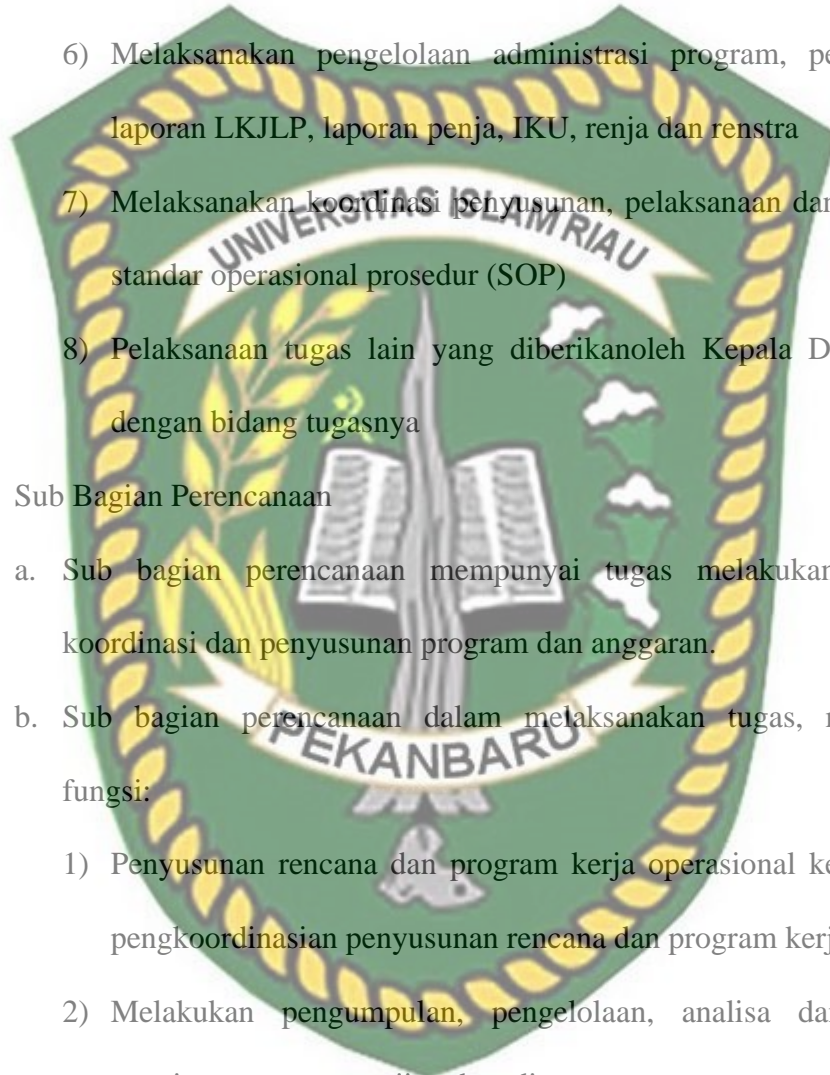 6) Melaksanakan pengelolaan administrasi program, pe
laporan LKJLP, laporan penja, IKU, renja dan renstra
7) Melaksanakan koordinasi penyusunan, pelaksanaan dan
standar operasional prosedur (SOP)
8) Pelaksanaan tugas lain yang diberikanoleh Kepala D
dengan bidang tugasnya
Sub Bagian Perencanaan
a. Sub bagian perencanaan mempunyai tugas melakukan
koordinasi dan penyusunan program dan anggaran.
b. Sub bagian perencanaan dalam melaksanakan tugas,
fungsi:
1) Penyusunan rencana dan program kerja operasional ke
pengkoordinasian penyusunan rencana dan program kerj
2) Melakukan pengumpulan, pengelolaan, analisa da
UNIVERSITAS ISLAM RIAU
PEKANBARU